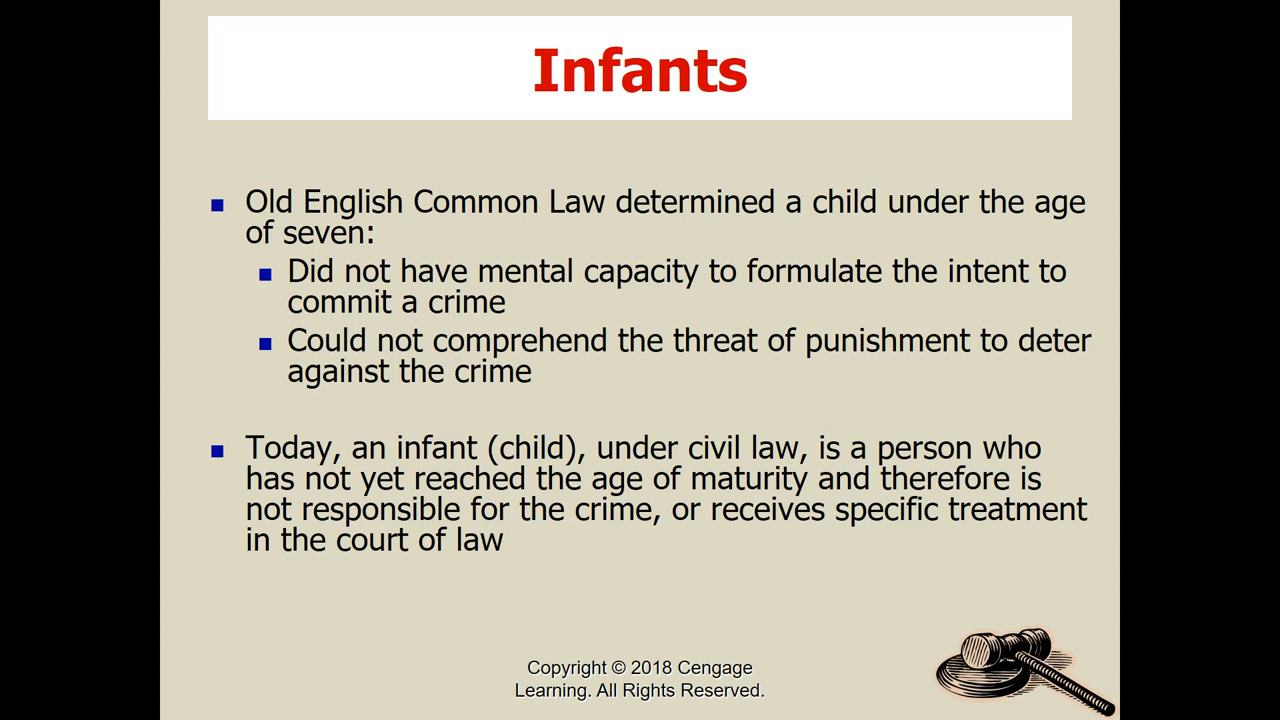 Infants
Old English Common Law determined a child under the age
of seven:
Did not have mental capacity to formulate the intent to
commit a crime
Could not comprehend the threat of punishment to deter
against the crime
Today, an infant (child), under civil law, is a person who
has not yet reached the age of maturity and therefore is
not responsible for the crime, or receives specific treatment
in the court of law
Copyright © 2018 Cengage
Learning. All Rights Reserved.